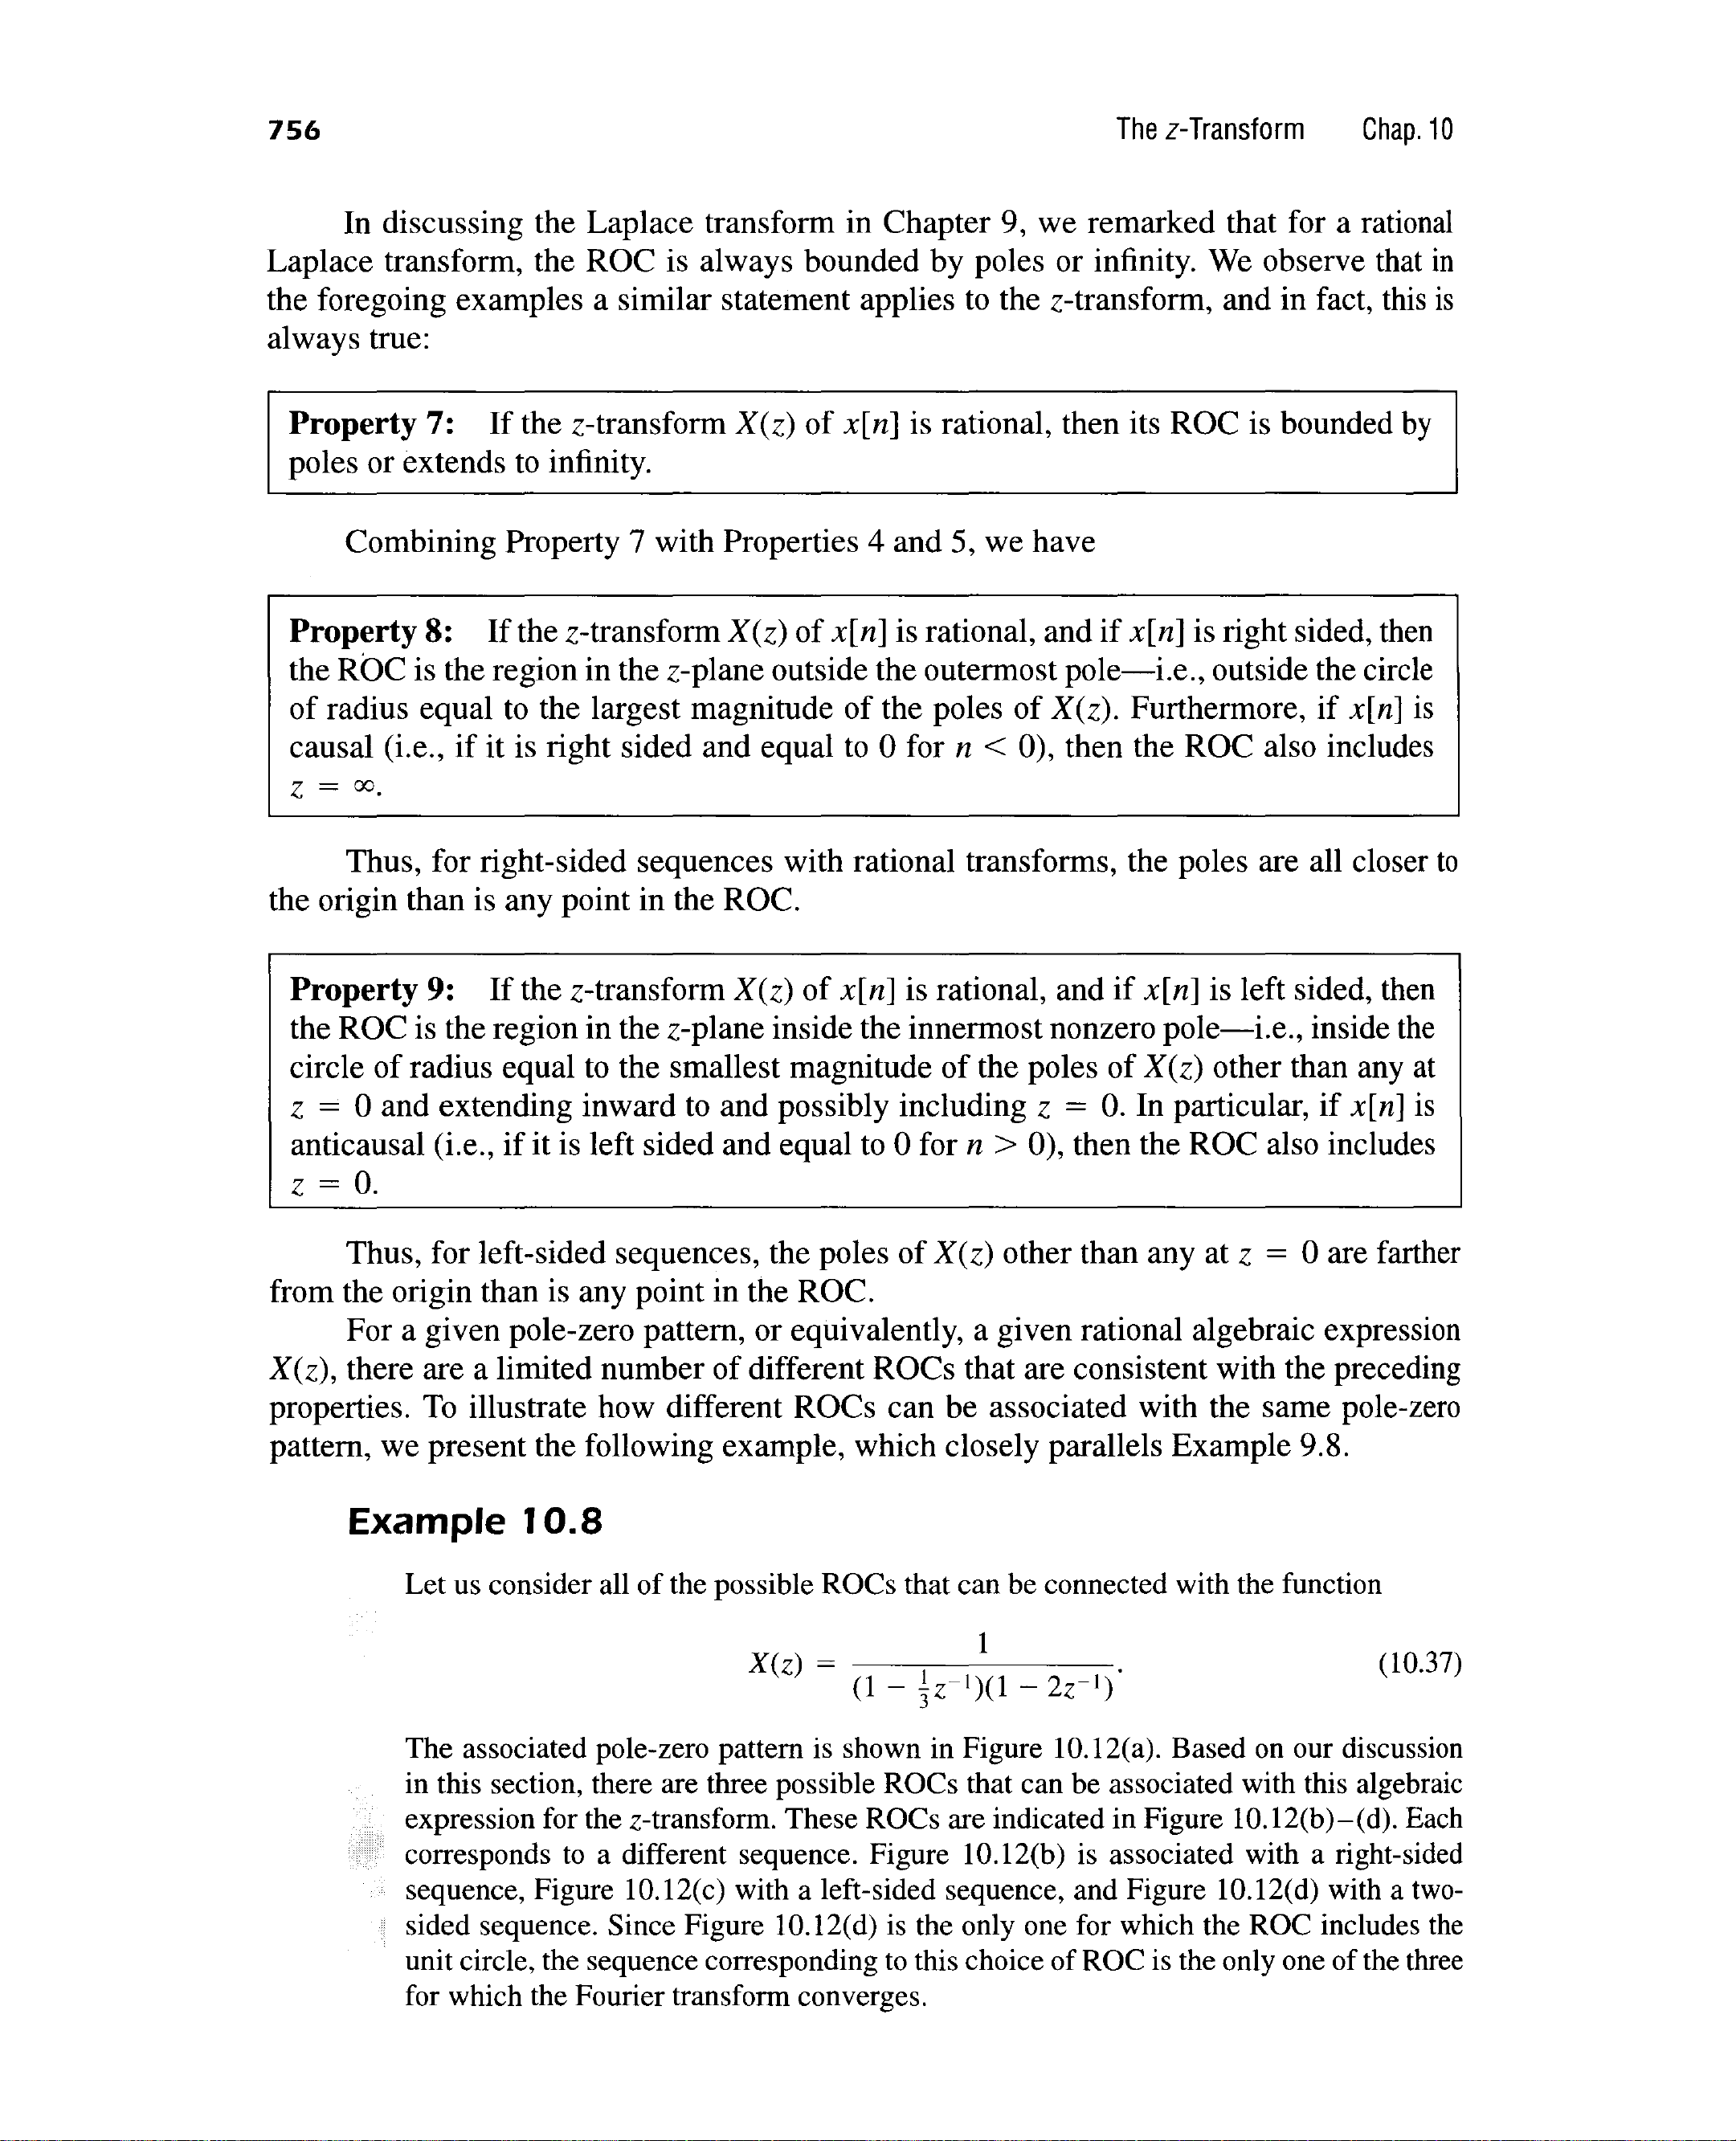 756 The z-Transform Chap. 10
In discussing the Laplace transform in Chapter 9, we remarked that for a rational
Laplace transform, the ROC is always bounded by poles or infinity. We observe that in
the foregoing examples a similar statement applies to the z-transform, and in fact, this is
always true:
Property 7: If the z-transform X(z) of x[n] is rational, then its ROC is bounded by
poles or extends to infinity.
Combining Property 7 with Properties 4 and 5, we have
Property 8: If the z-transform X(z) of x[n] is rational, and if x[n] is right sided, then
the ROC is the region in the z-plane outside the outermost pole—i.e., outside the circle
of radius equal to the largest magnitude of the poles of X(z). Furthermore, if x[n] is
causal (i.e., if it is right sided and equal to 0 for n < 0), then the ROC also includes
z = ∞.
Thus, for right-sided sequences with rational transforms, the poles are all closer to
the origin than is any point in the ROC.
Property 9: If the z-transform X(z) of x[n] is rational, and if x[n] is left sided, then
the ROC is the region in the z-plane inside the innermost nonzero pole—i.e., inside the
circle of radius equal to the smallest magnitude of the poles of X(z) other than any at
z = 0 and extending inward to and possibly including z = 0. In particular, if x[n] is
anticausal (i.e., if it is left sided and equal to 0 for n > 0), then the ROC also includes
z = 0.
Thus, for left-sided sequences, the poles of X(z) other than any at z = 0 are farther
from the origin than is any point in the ROC.
For a given pole-zero pattern, or equivalently, a given rational algebraic expression
X(z), there are a limited number of different ROCs that are consistent with the preceding
properties. To illustrate how different ROCs can be associated with the same pole-zero
pattern, we present the following example, which closely parallels Example 9.8.
Example 10.8
Let us consider all of the possible ROCs that can be connected with the function
X(z) = 1 / ((1 − ⅓z⁻¹)(1 − 2z⁻¹)). (10.37)
The associated pole-zero pattern is shown in Figure 10.12(a). Based on our discussion
in this section, there are three possible ROCs that can be associated with this algebraic
expression for the z-transform. These ROCs are indicated in Figure 10.12(b)–(d). Each
corresponds to a different sequence. Figure 10.12(b) is associated with a right-sided
sequence, Figure 10.12(c) with a left-sided sequence, and Figure 10.12(d) with a two-
sided sequence. Since Figure 10.12(d) is the only one for which the ROC includes the
unit circle, the sequence corresponding to this choice of ROC is the only one of the three
for which the Fourier transform converges.